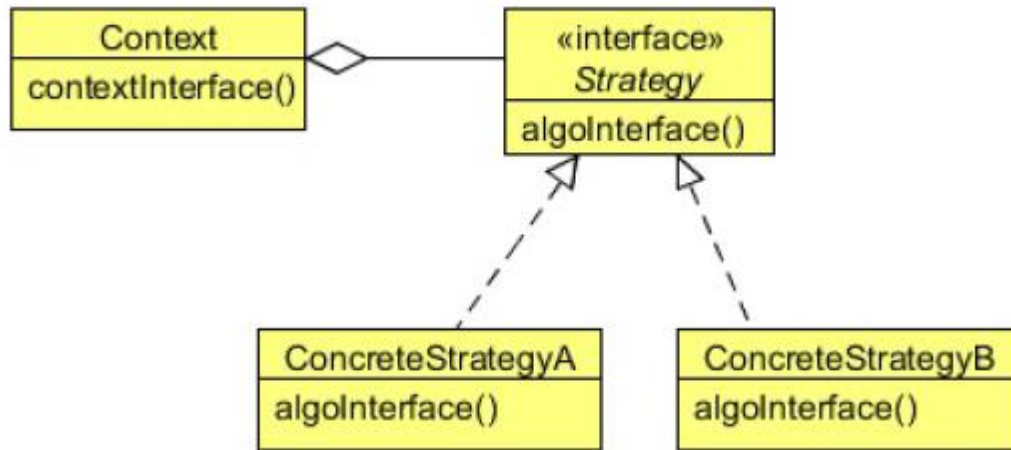 Context
contextInterface()
«interface»
Strategy
algoInterface()
ConcreteStrategyA
algoInterface()
ConcreteStrategyB
algoInterface()